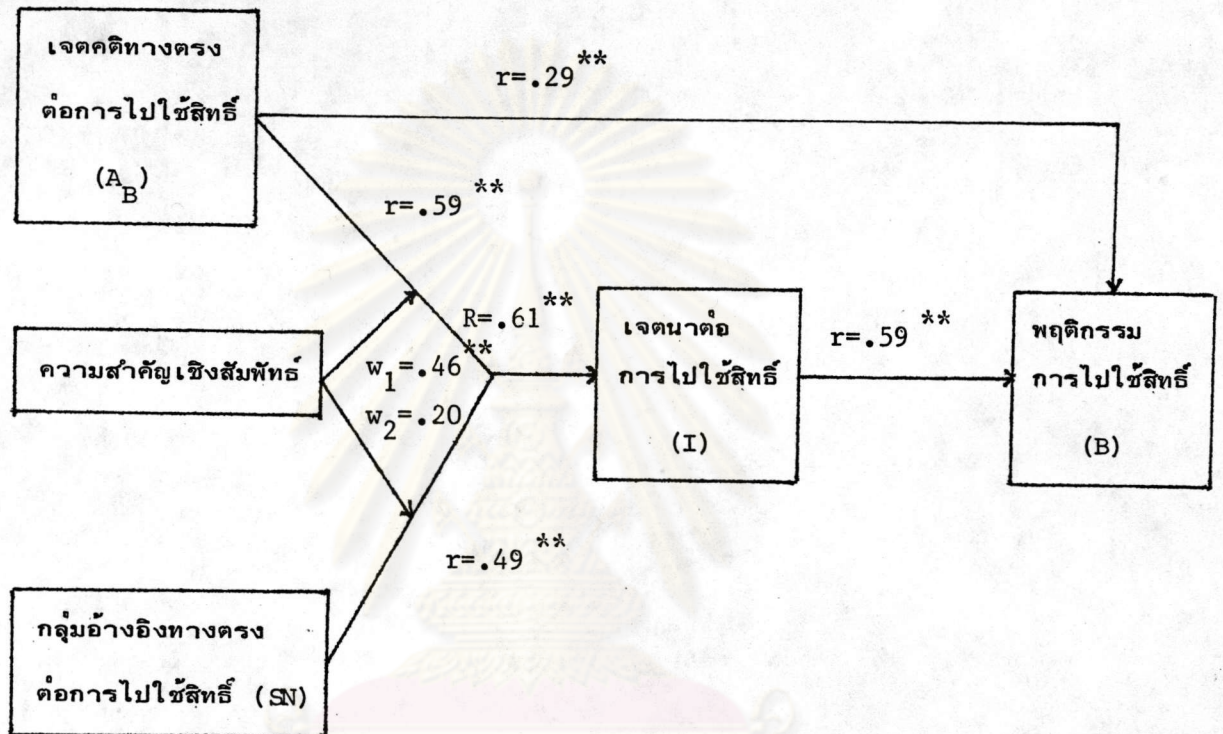 เจตคติทางตรง
ต่อการไปใช้สิทธิ์
(A_B)
r=.29**
r=.59**
ความสำคัญเชิงสัมพัทธ์
R=.61**
w₁=.46**
w₂=.20
เจตนาต่อ
การไปใช้สิทธิ์
(I)
r=.59**
พฤติกรรม
การไปใช้สิทธิ์
(B)
r=.49**
กลุ่มอ้างอิงทางตรง
ต่อการไปใช้สิทธิ์ (SN)